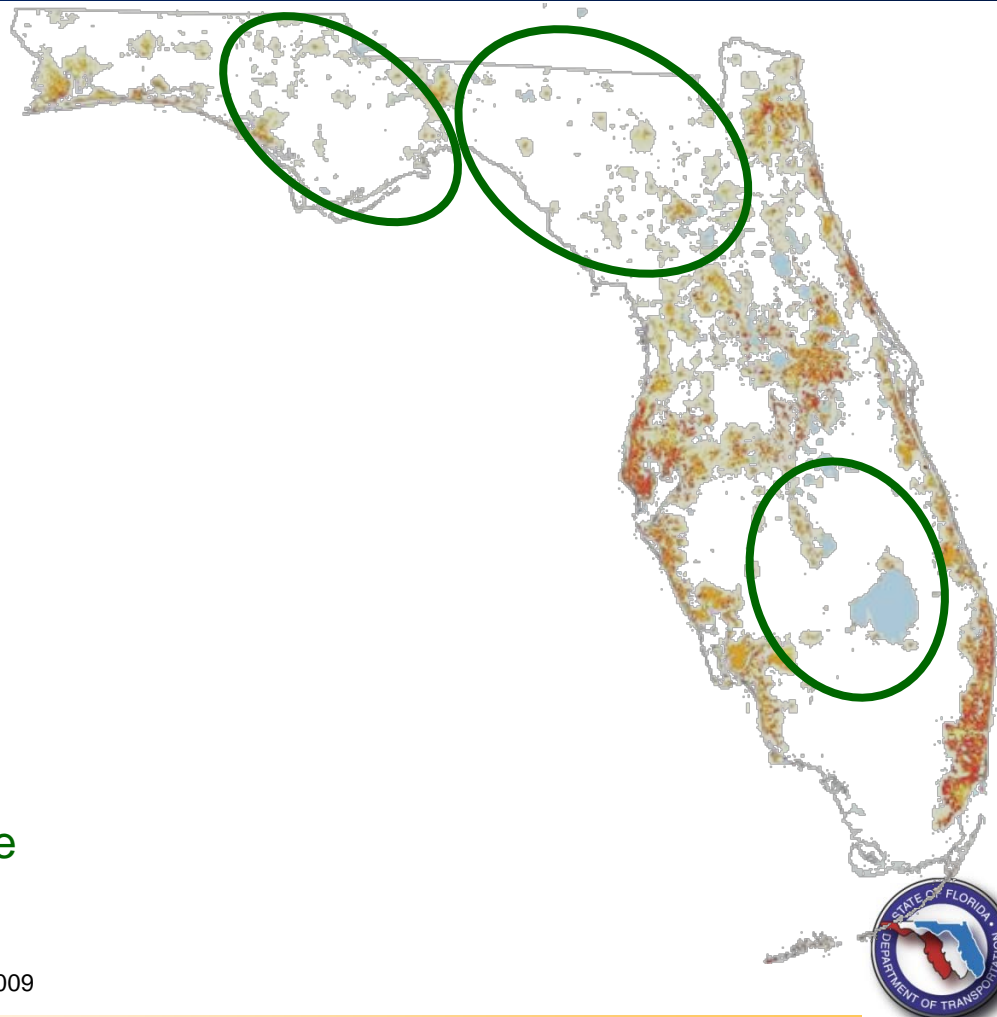 e
009
STATE OF FLORIDA •
DEPARTMENT OF TRANSPORTATION